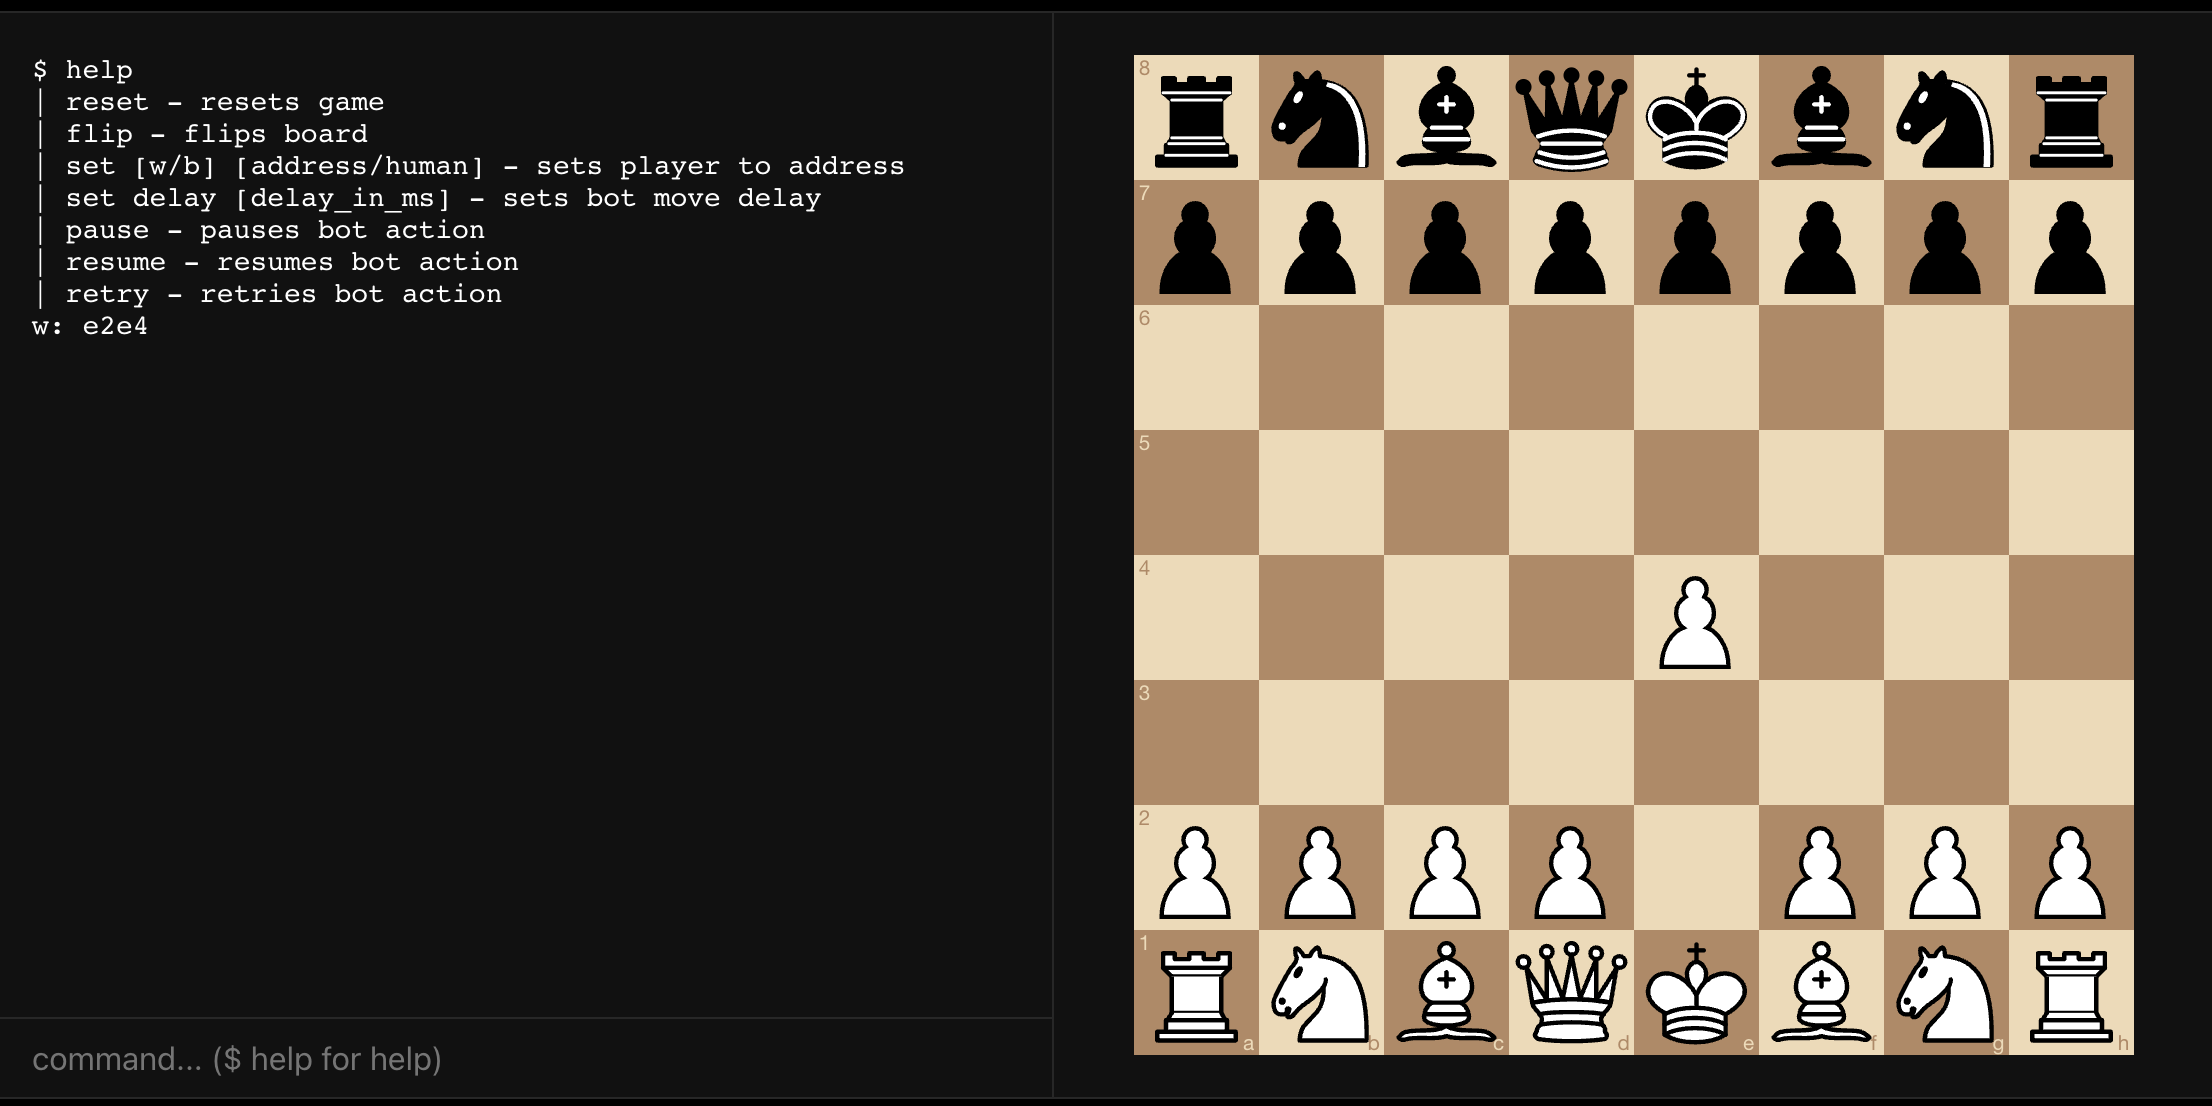 $ help
| reset – resets game
| flip – flips board
| set [w/b] [address/human] – sets player to address
| set delay [delay_in_ms] – sets bot move delay
| pause – pauses bot action
| resume – resumes bot action
| retry – retries bot action
w: e2e4
command... ($ help for help)
8
7
6
5
4
3
2
1
a b c d e f g h